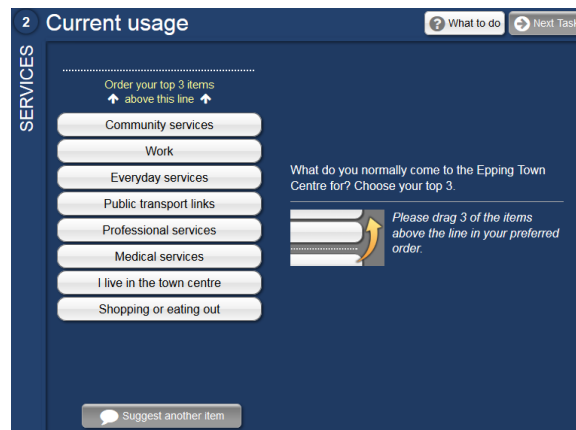 2 Current usage
What to do
Next Task
SERVICES
Order your top 3 items
above this line
Community services
Work
Everyday services
Public transport links
Professional services
Medical services
I live in the town centre
Shopping or eating out
What do you normally come to the Epping Town
Centre for? Choose your top 3.
Please drag 3 of the items
above the line in your preferred
order.
Suggest another item